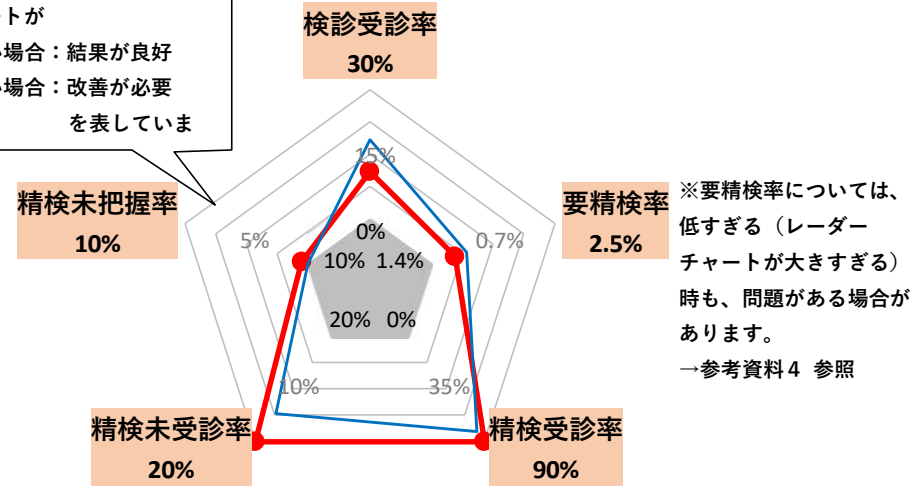 ートが
場合：結果が良好
場合：改善が必要
を表していま
検診受診率
30%
精検未把握率
10%
要精検率
2.5%
※要精検率については、
低すぎる（レーダー
チャートが大きすぎる）
時も、問題がある場合が
あります。
→参考資料４ 参照
15%
5%
0.7%
0%
10%
1.4%
20%
0%
10%
35%
精検未受診率
20%
精検受診率
90%